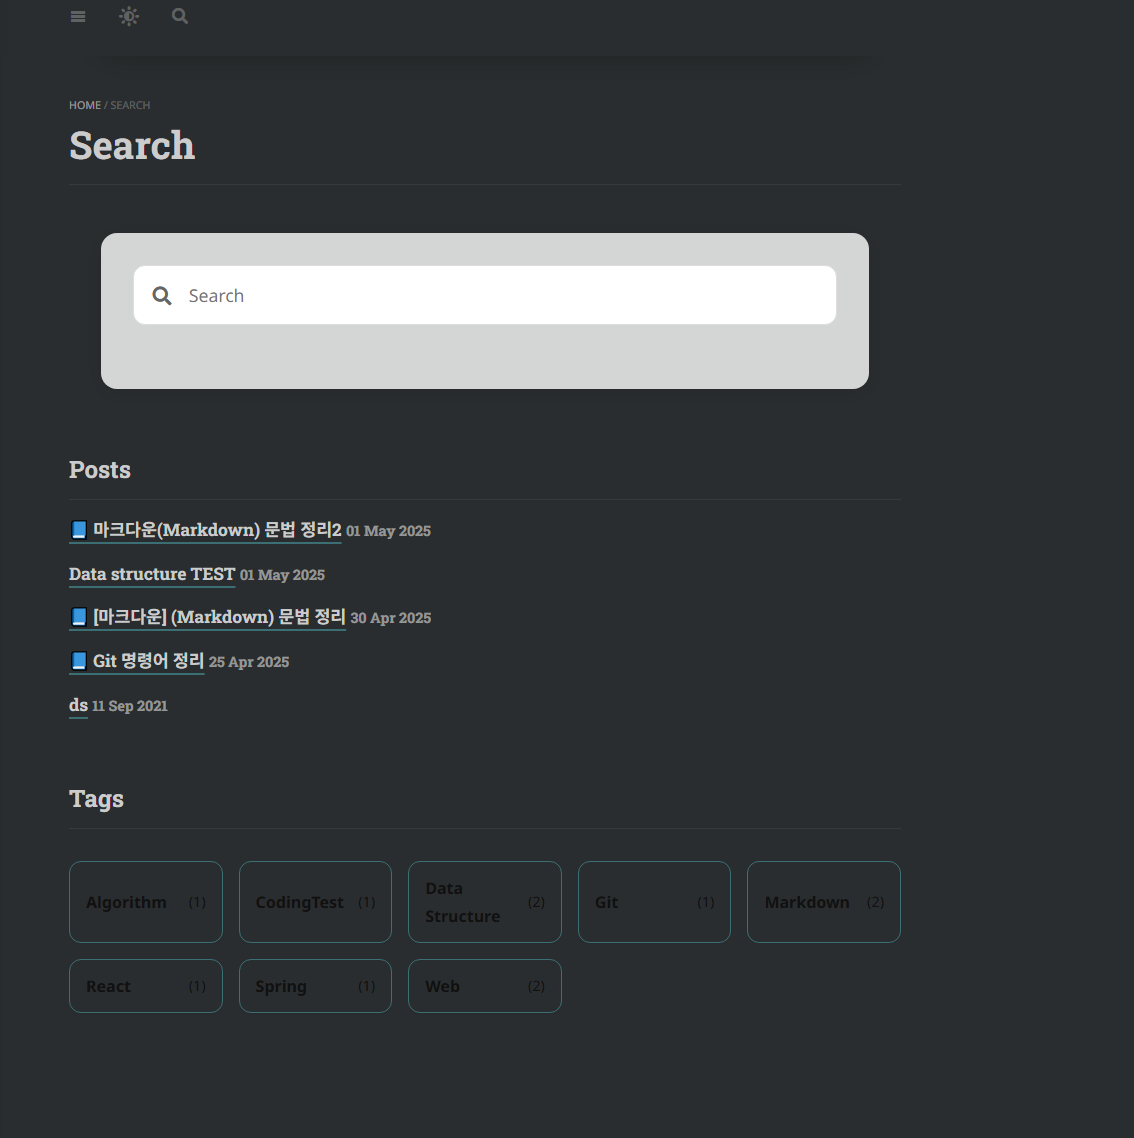 HOME / SEARCH
Search
Search
Posts
📘 마크다운(Markdown) 문법 정리2 01 May 2025
Data structure TEST 01 May 2025
📘 [마크다운] (Markdown) 문법 정리 30 Apr 2025
📘 Git 명령어 정리 25 Apr 2025
ds 11 Sep 2021
Tags
Algorithm (1)
CodingTest (1)
Data
Structure (2)
Git (1)
Markdown (2)
React (1)
Spring (1)
Web (2)